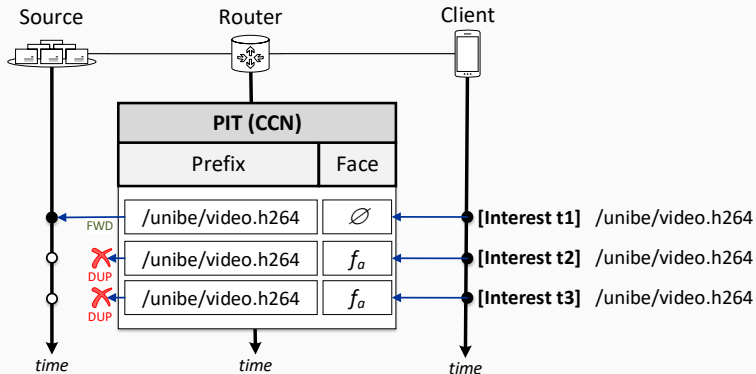 Source Router Client
PIT (CCN)
Prefix Face
FWD /unibe/video.h264 ∅ [Interest t1] /unibe/video.h264
DUP /unibe/video.h264 fa [Interest t2] /unibe/video.h264
DUP /unibe/video.h264 fa [Interest t3] /unibe/video.h264
time time time